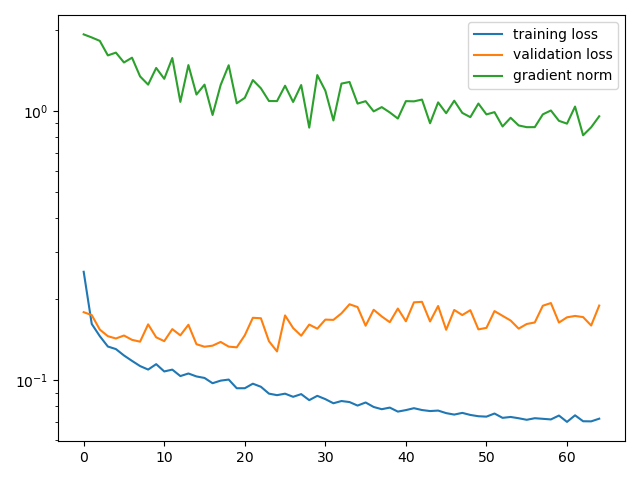 training loss
validation loss
gradient norm
10⁰
10⁻¹
0 10 20 30 40 50 60